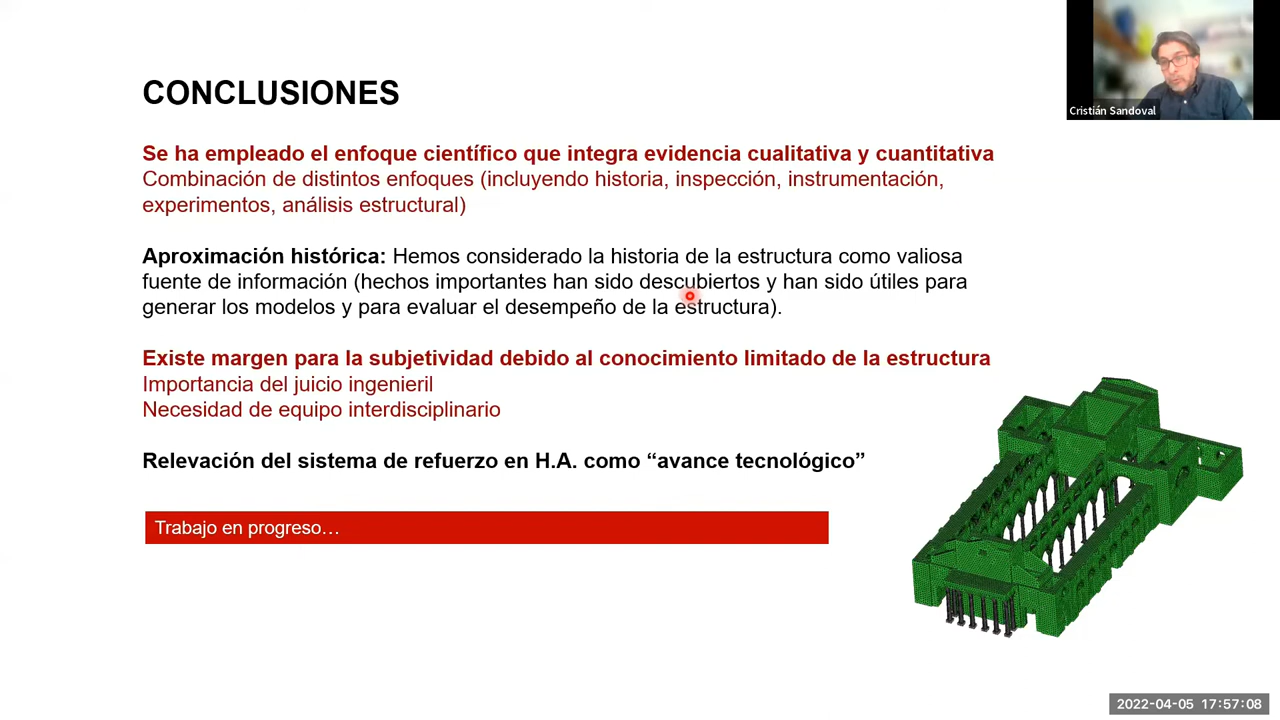 CONCLUSIONES
Cristián Sandoval
Se ha empleado el enfoque científico que integra evidencia cualitativa y cuantitativa
Combinación de distintos enfoques (incluyendo historia, inspección, instrumentación,
experimentos, análisis estructural)
Aproximación histórica: Hemos considerado la historia de la estructura como valiosa
fuente de información (hechos importantes han sido descubiertos y han sido útiles para
generar los modelos y para evaluar el desempeño de la estructura).
Existe margen para la subjetividad debido al conocimiento limitado de la estructura
Importancia del juicio ingenieril
Necesidad de equipo interdisciplinario
Relevación del sistema de refuerzo en H.A. como “avance tecnológico”
Trabajo en progreso…
2022-04-05 17:57:08